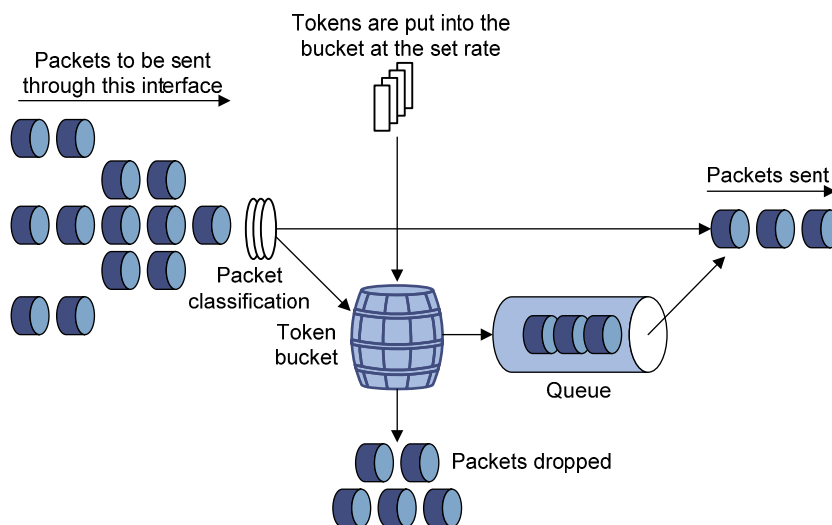 Tokens are put into the
bucket at the set rate
Packets to be sent
through this interface
Packets sent
Packet
classification
Token
bucket
Queue
Packets dropped